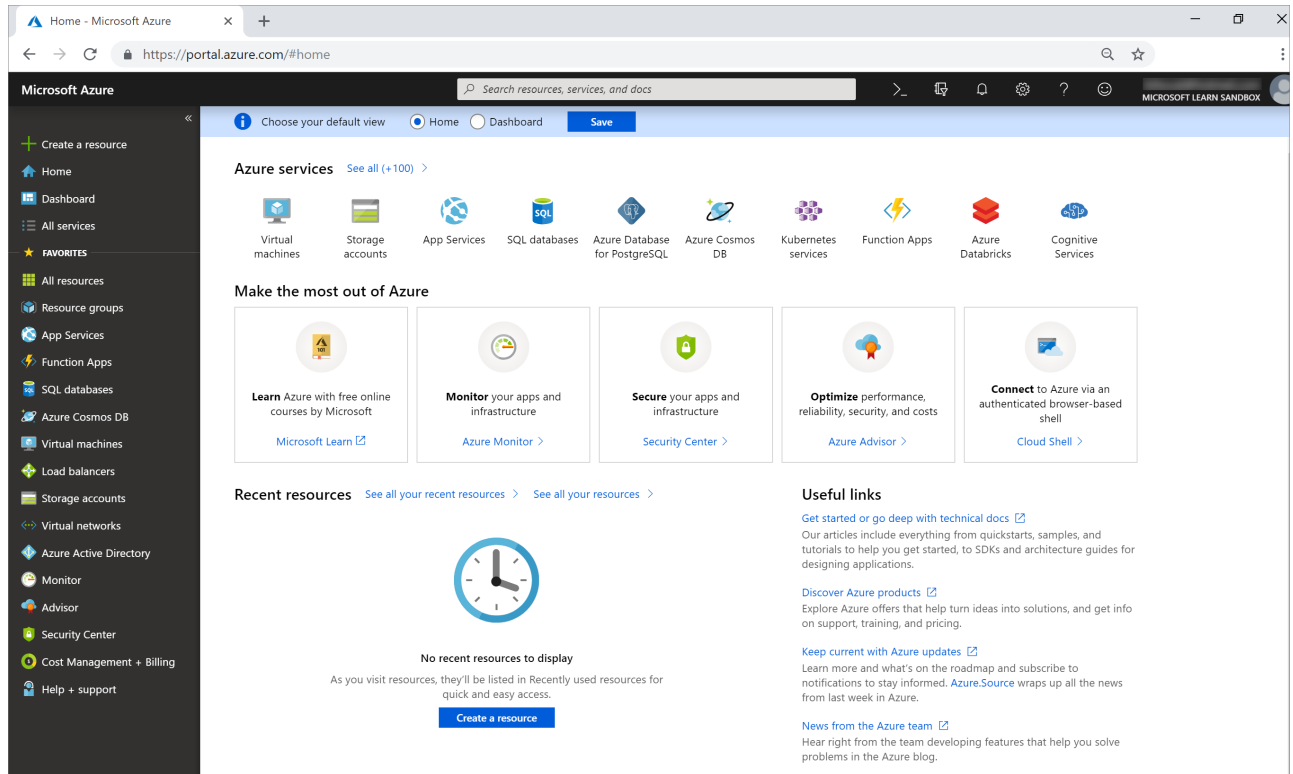 Home - Microsoft Azure
https://portal.azure.com/#home
Microsoft Azure
Search resources, services, and docs
MICROSOFT LEARN SANDBOX
Choose your default view Home Dashboard Save
Create a resource
Home
Dashboard
All services
FAVORITES
All resources
Resource groups
App Services
Function Apps
SQL databases
Azure Cosmos DB
Virtual machines
Load balancers
Storage accounts
Virtual networks
Azure Active Directory
Monitor
Advisor
Security Center
Cost Management + Billing
Help + support
Azure services See all (+100)
Virtual
machines
Storage
accounts
App Services
SQL
SQL databases
Azure Database
for PostgreSQL
Azure Cosmos
DB
Kubernetes
services
Function Apps
Azure
Databricks
Cognitive
Services
Make the most out of Azure
Learn Azure with free online
courses by Microsoft
Microsoft Learn
Monitor your apps and
infrastructure
Azure Monitor
Secure your apps and
infrastructure
Security Center
Optimize performance,
reliability, security, and costs
Azure Advisor
Connect to Azure via an
authenticated browser-based
shell
Cloud Shell
Recent resources See all your recent resources See all your resources
No recent resources to display
As you visit resources, they'll be listed in Recently used resources for
quick and easy access.
Create a resource
Useful links
Get started or go deep with technical docs
Our articles include everything from quickstarts, samples, and
tutorials to help you get started, to SDKs and architecture guides for
designing applications.
Discover Azure products
Explore Azure offers that help turn ideas into solutions, and get info
on support, training, and pricing.
Keep current with Azure updates
Learn more and what's on the roadmap and subscribe to
notifications to stay informed. Azure.Source wraps up all the news
from last week in Azure.
News from the Azure team
Hear right from the team developing features that help you solve
problems in the Azure blog.